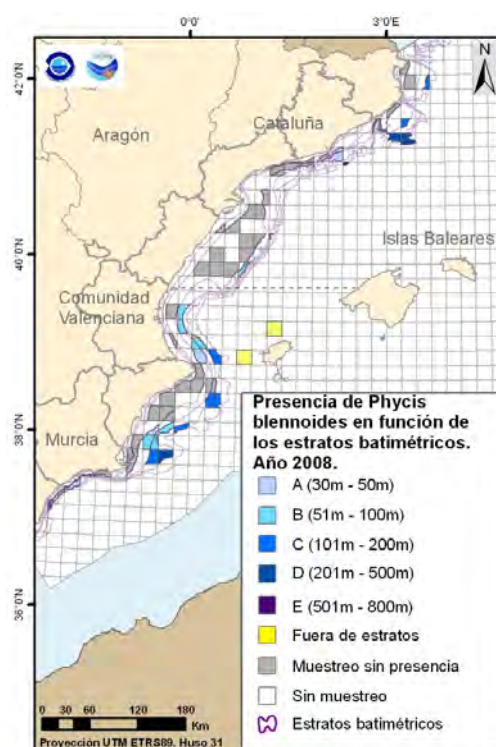 0°0'
3°0'E
N
42°0'N
Aragón
Cataluña
40°0'N
Islas Baleares
Comunidad
Valenciana
38°0'N
Murcia
36°0'N
Presencia de Phycis
blennoides en función de
los estratos batimétricos.
Año 2008.
A (30m - 50m)
B (51m - 100m)
C (101m - 200m)
D (201m - 500m)
E (501m - 800m)
Fuera de estratos
Muestreo sin presencia
Sin muestreo
Estratos batimétricos
0 30 60 120 180
Km
Proyección UTM ETRS89. Huso 31